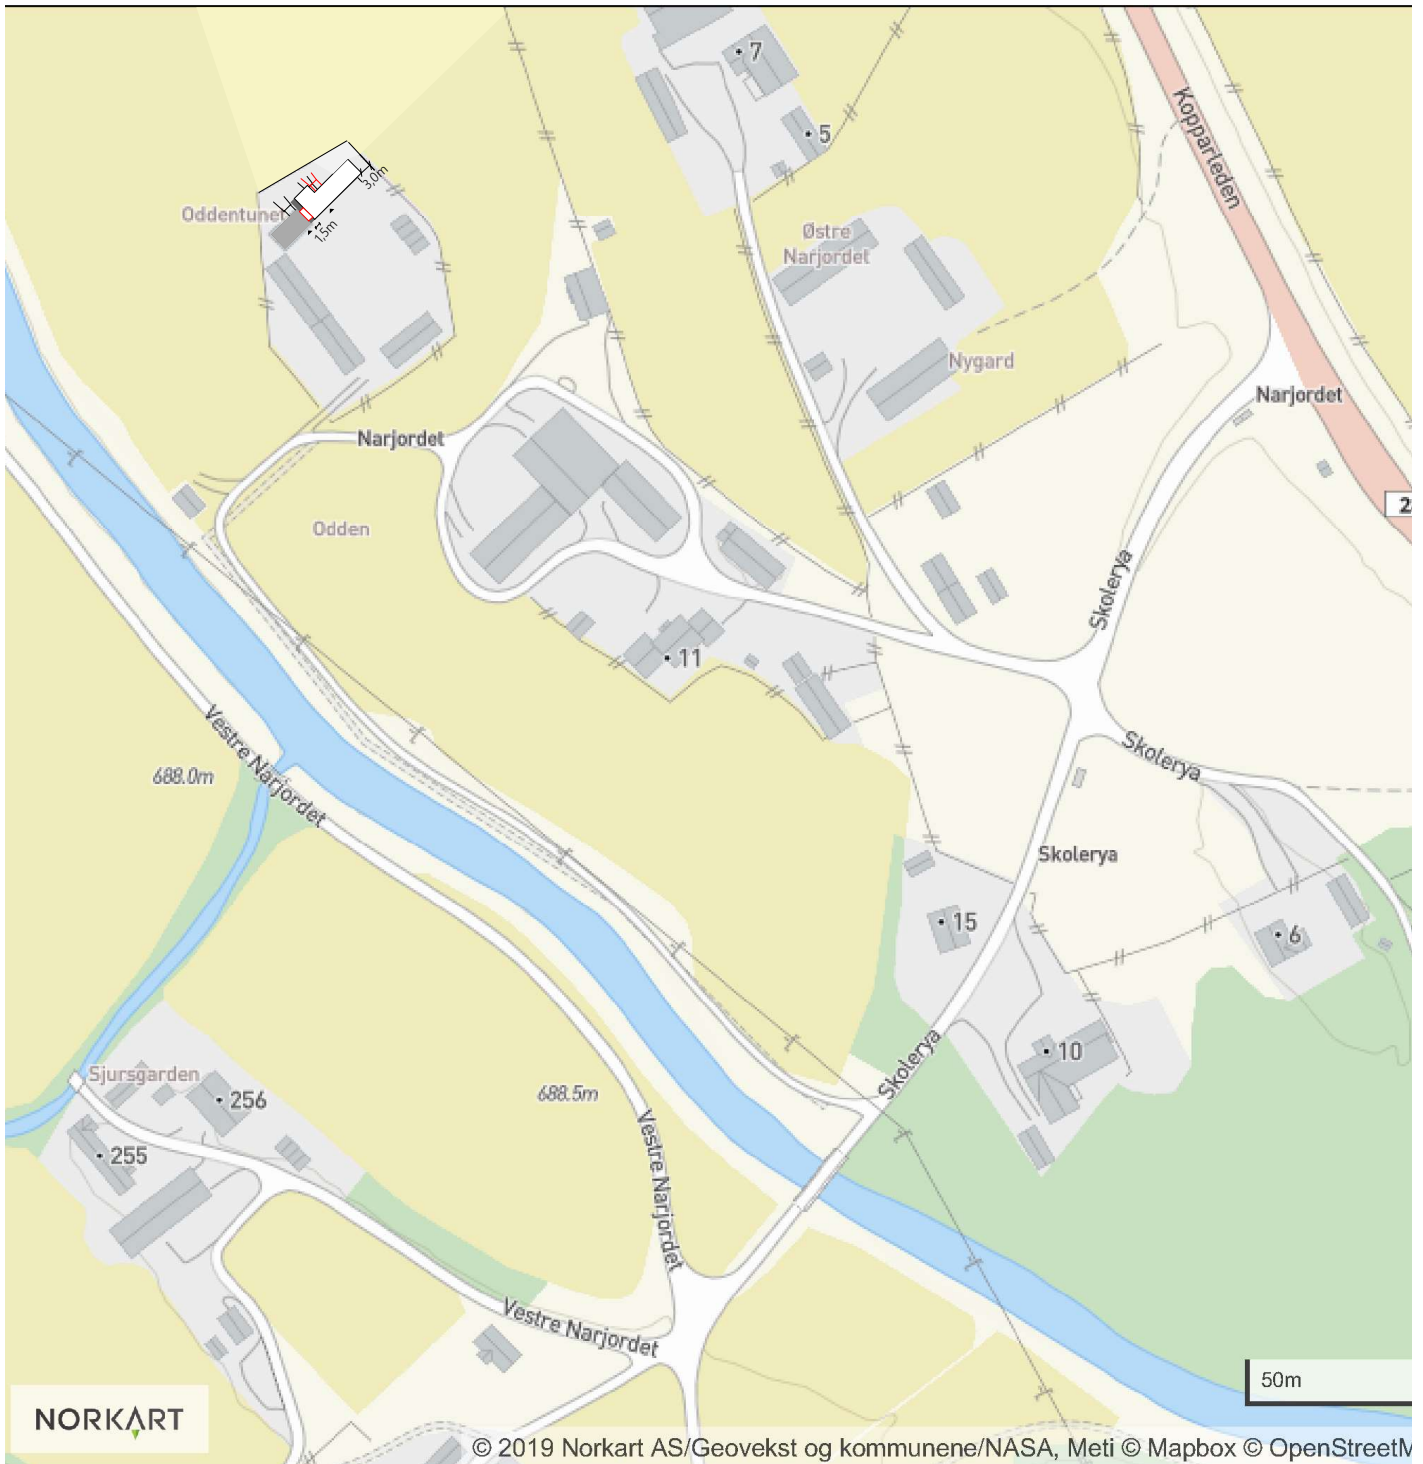 7
5
Kopparleden
3,0m
Oddentunet
1,5m
Østre
Narjordet
Nygard
Narjordet
Narjordet
2
Odden
Skolerya
11
Vestre Narjordet
688.0m
Skolerya
Skolerya
15
6
10
Skolerya
Sjursgarden
256
688.5m
255
Vestre Narjordet
Vestre Narjordet
50m
NORKART
© 2019 Norkart AS/Geovekst og kommunene/NASA, Meti © Mapbox © OpenStreetM